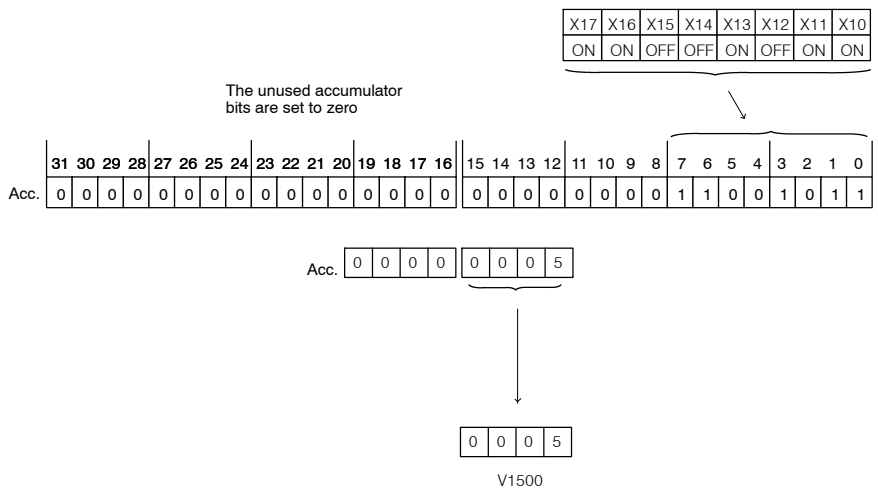 X17 X16 X15 X14 X13 X12 X11 X10
ON ON OFF OFF ON OFF ON ON
The unused accumulator
bits are set to zero
31 30 29 28 27 26 25 24 23 22 21 20 19 18 17 16 15 14 13 12 11 10 9 8 7 6 5 4 3 2 1 0
Acc. 0 0 0 0 0 0 0 0 0 0 0 0 0 0 0 0 0 0 0 0 0 0 0 0 1 1 0 0 1 0 1 1
Acc. 0 0 0 0 0 0 0 5
0 0 0 5
V1500